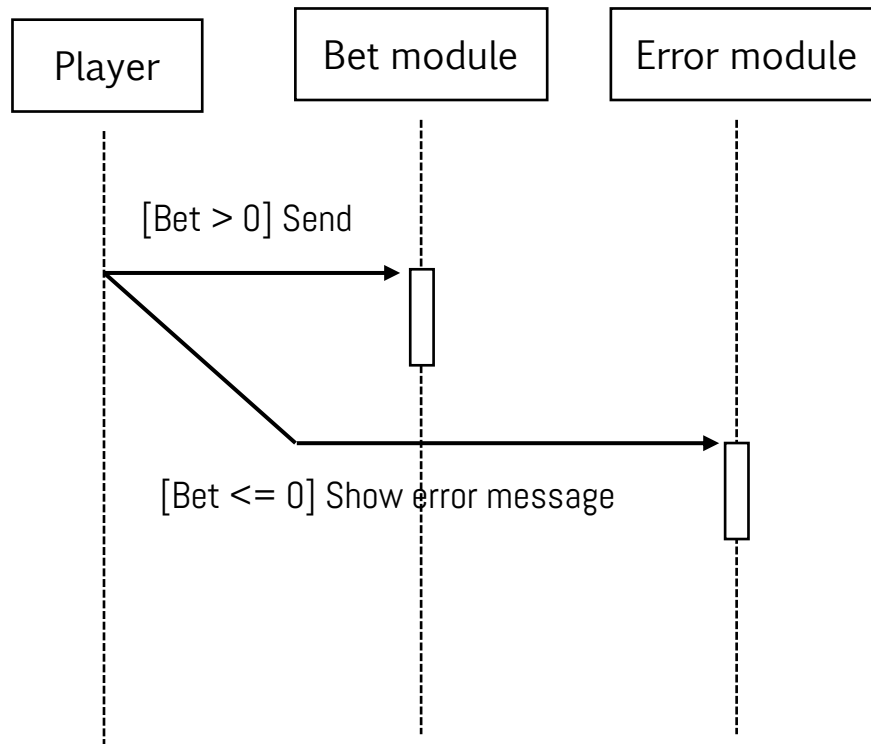 Player
Bet module
Error module
[Bet > 0] Send
[Bet <= 0] Show error message